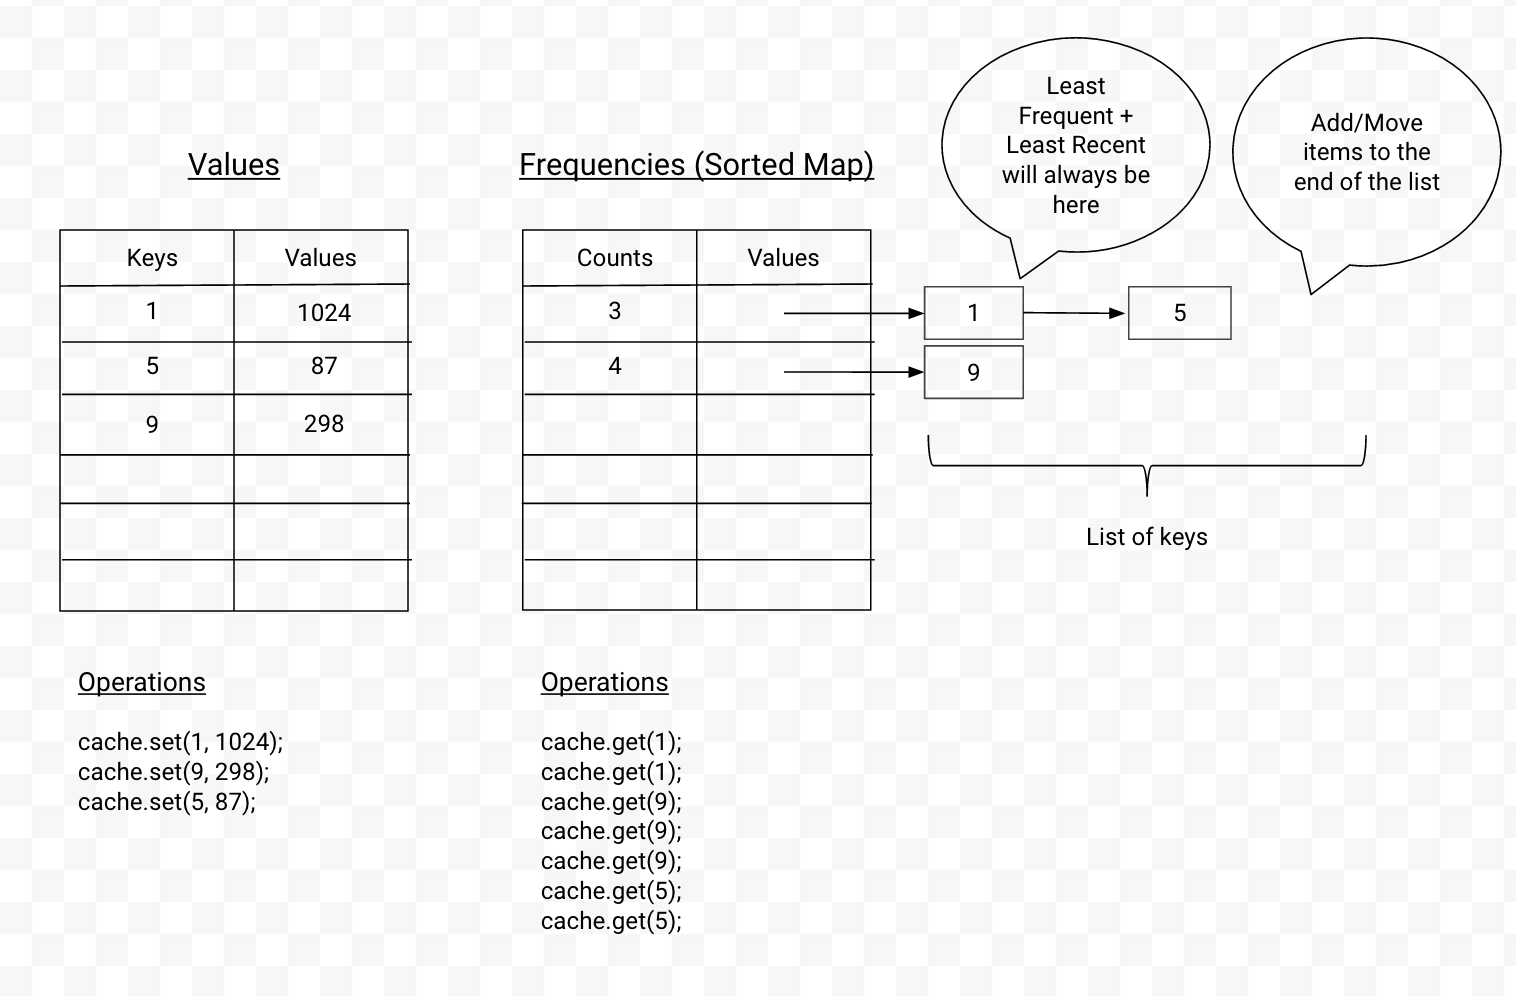 Least
Frequent +
Least Recent
will always be
here
Add/Move
items to the
end of the list
Values
Frequencies (Sorted Map)
Keys Values
1 1024
5 87
9 298
Counts Values
3
4
1
5
9
List of keys
Operations
cache.set(1, 1024);
cache.set(9, 298);
cache.set(5, 87);
Operations
cache.get(1);
cache.get(1);
cache.get(9);
cache.get(9);
cache.get(9);
cache.get(5);
cache.get(5);